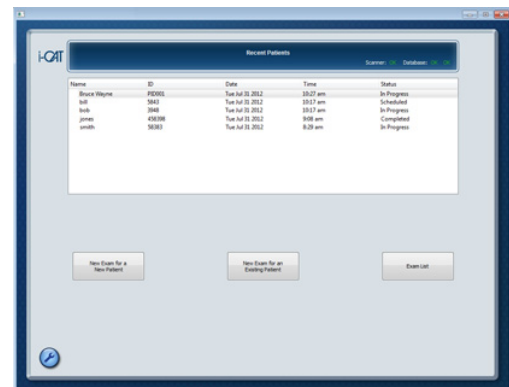 i-CAT
Recent Patients
Scanner: OK Database: OK OK
Name ID Date Time Status
Bruce Wayne PID001 Tue Jul 31 2012 10:27 am In Progress
bill 5843 Tue Jul 31 2012 10:17 am Scheduled
bob 3948 Tue Jul 31 2012 10:17 am In Progress
jones 456398 Tue Jul 31 2012 9:08 am Completed
smith 58383 Tue Jul 31 2012 8:29 am In Progress
New Exam for a
New Patient
New Exam for an
Existing Patient
Exam List